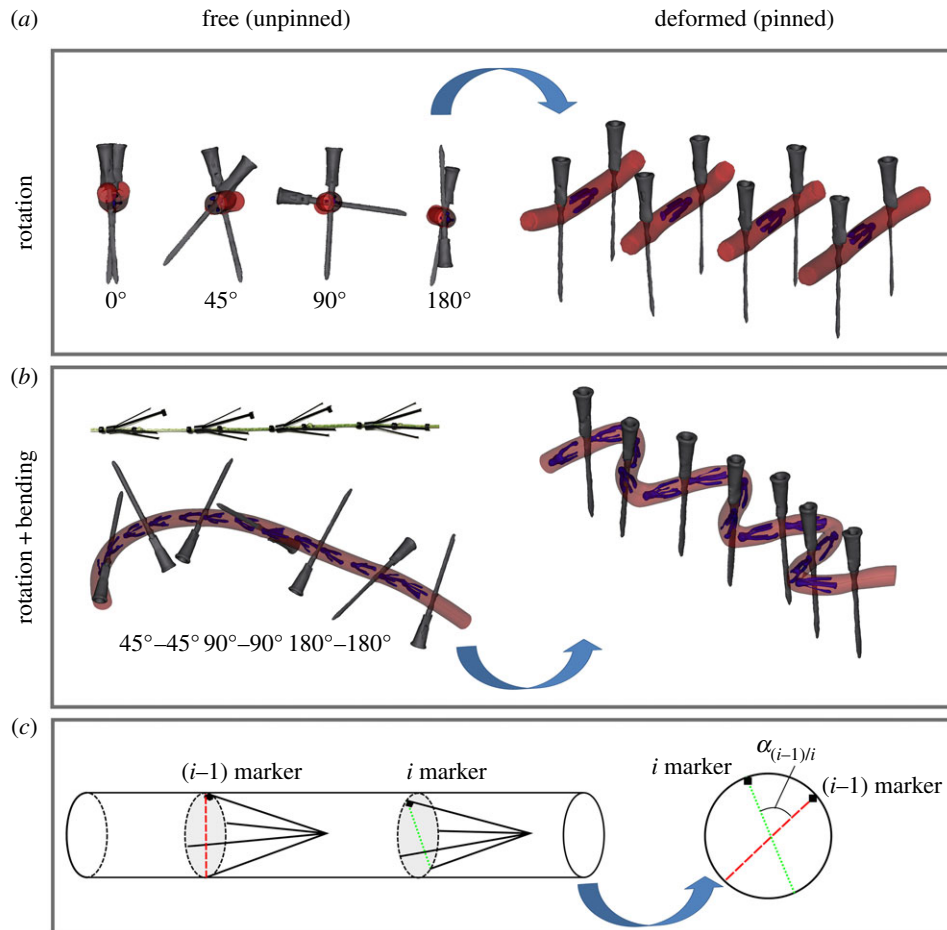 (a)
free (unpinned)
deformed (pinned)
rotation
0°
45°
90°
180°
(b)
rotation + bending
45°–45° 90°–90° 180°–180°
(c)
(i–1) marker
i marker
α(i–1)/i
i marker
(i–1) marker